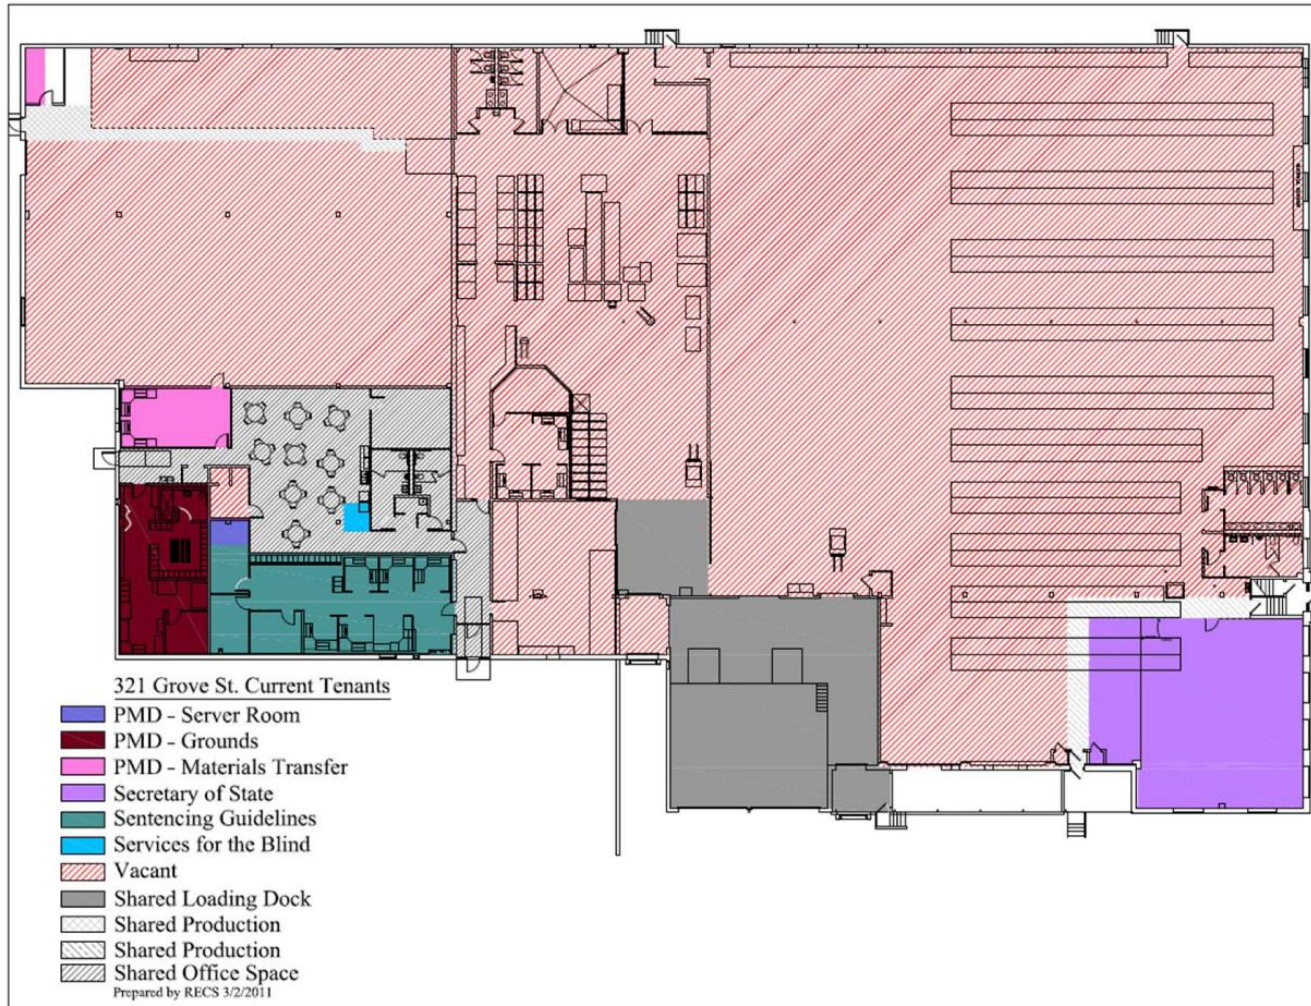 321 Grove St. Current Tenants
PMD - Server Room
PMD - Grounds
PMD - Materials Transfer
Secretary of State
Sentencing Guidelines
Services for the Blind
Vacant
Shared Loading Dock
Shared Production
Shared Production
Shared Office Space
Prepared by RECS 3/2/2011